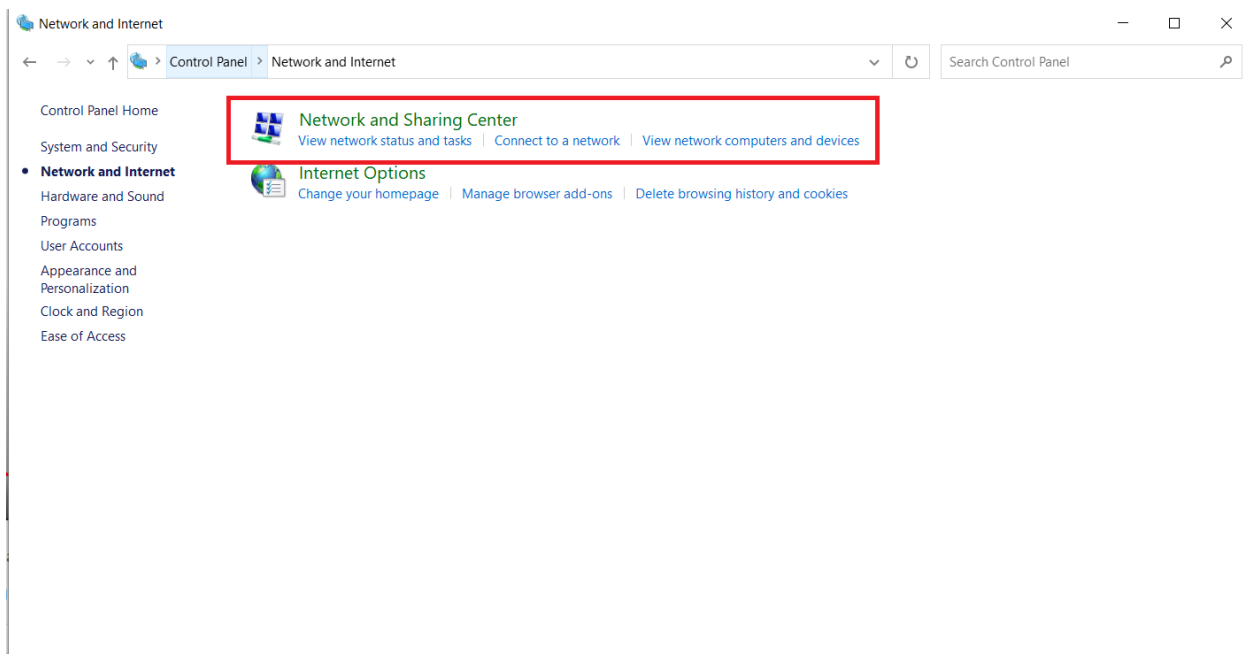 Network and Internet
Control Panel > Network and Internet
Search Control Panel
Control Panel Home
System and Security
Network and Internet
Hardware and Sound
Programs
User Accounts
Appearance and
Personalization
Clock and Region
Ease of Access
Network and Sharing Center
View network status and tasks | Connect to a network | View network computers and devices
Internet Options
Change your homepage | Manage browser add-ons | Delete browsing history and cookies